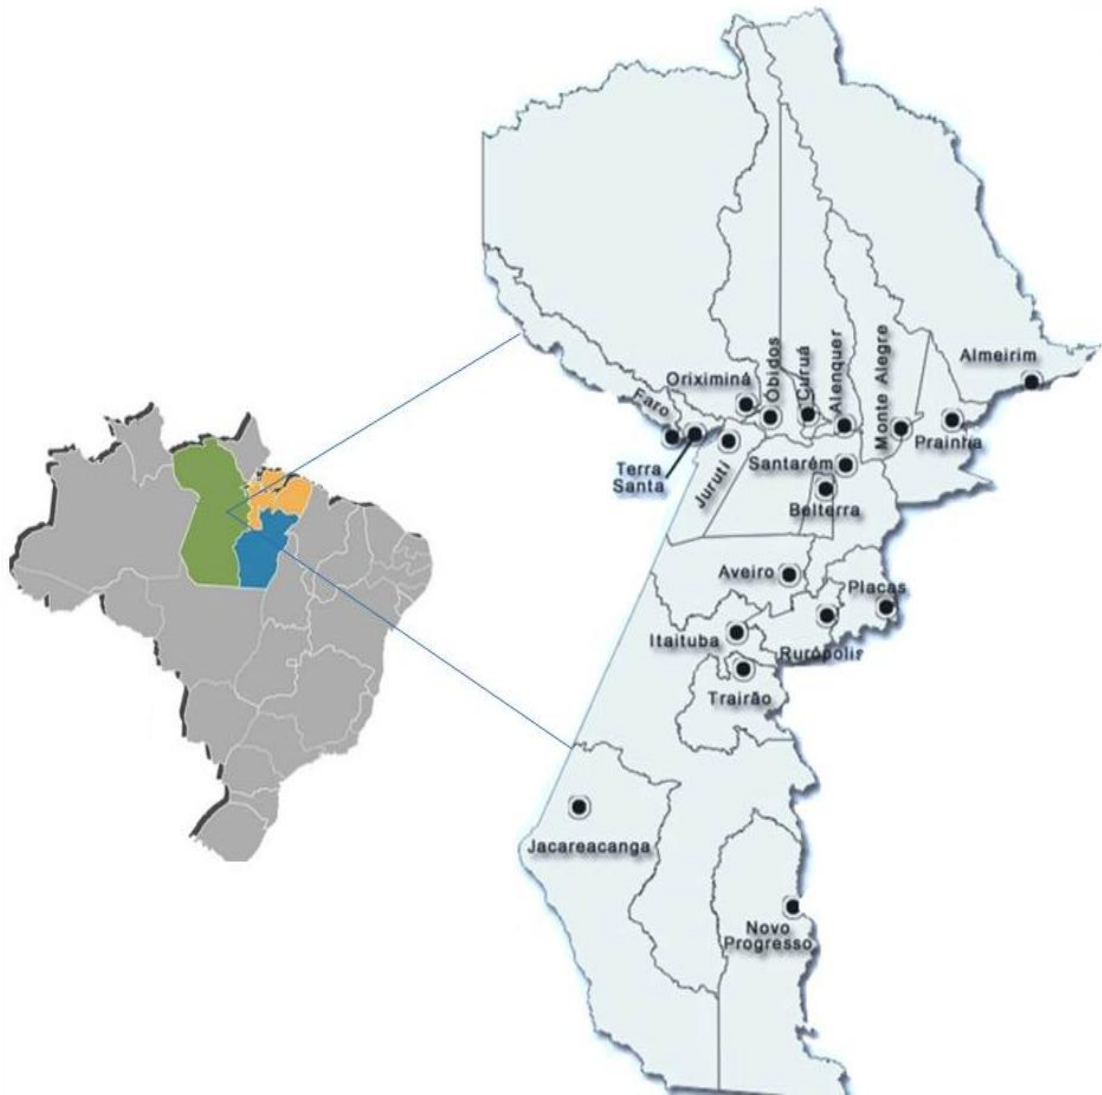 Almeirim
Óbidos
Curuá
Alenquer
Monte Alegre
Oriximiná
Faro
Prainha
Terra
Santa
Juruti
Santarém
Belterra
Aveiro
Placas
Itaituba
Rurópolis
Trairão
Jacareacanga
Novo
Progresso